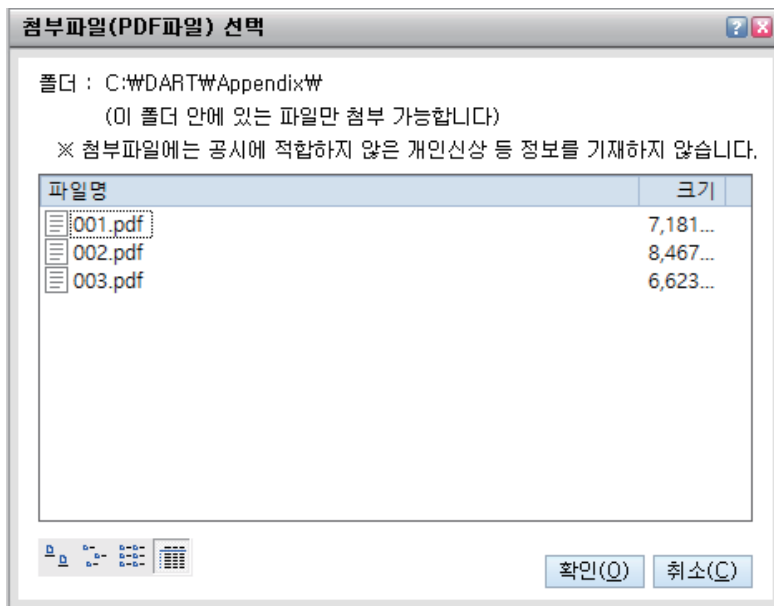 첨부파일(PDF파일) 선택
폴더 : C:₩DART₩Appendix₩
(이 폴더 안에 있는 파일만 첨부 가능합니다)
※ 첨부파일에는 공시에 적합하지 않은 개인신상 등 정보를 기재하지 않습니다.
파일명 크기
001.pdf 7,181...
002.pdf 8,467...
003.pdf 6,623...
확인(O) 취소(C)